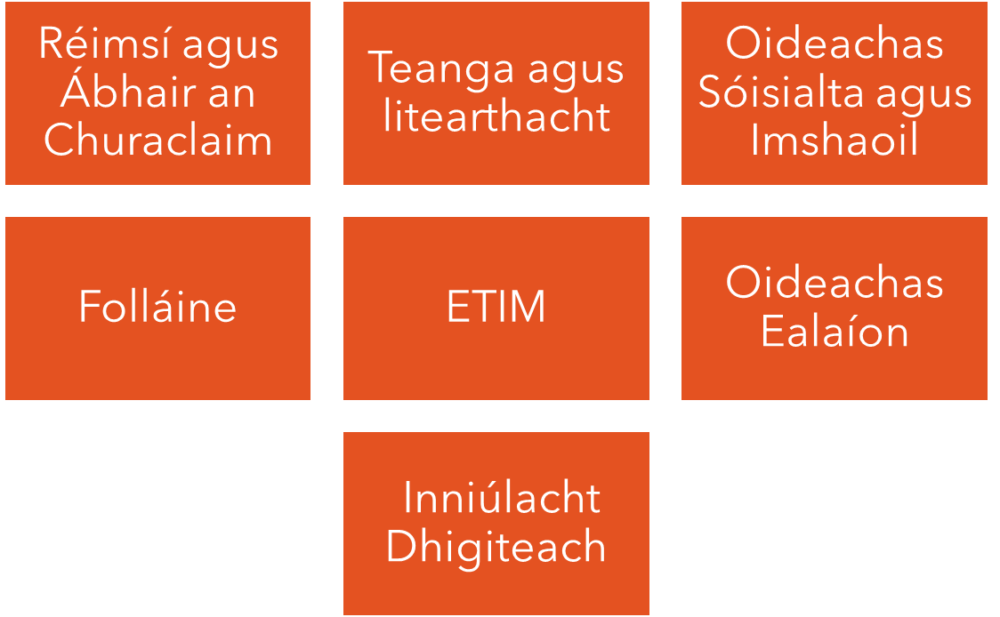 Réimsí agus
Ábhair an
Churaclaim
Teanga agus
litearthacht
Oideachas
Sóisialta agus
Imshaoil
Folláine
ETIM
Oideachas
Ealaíon
Inniúlacht
Dhigiteach